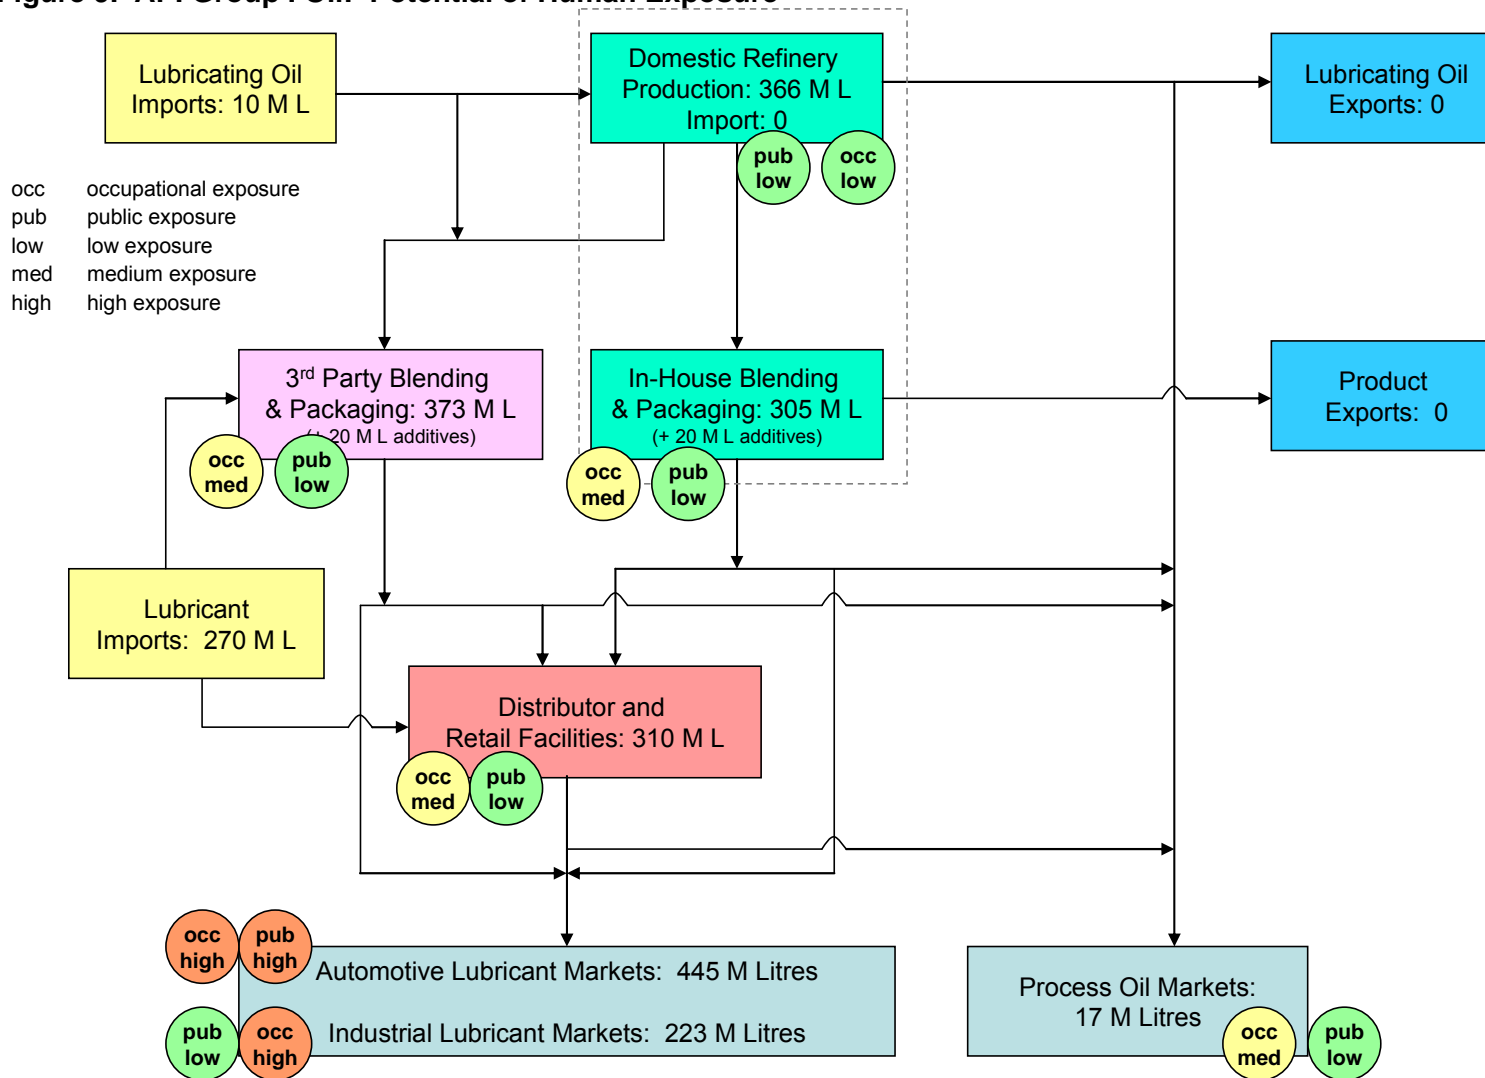 Lubricating Oil
Imports: 10 M L
Domestic Refinery
Production: 366 M L
Import: 0
Lubricating Oil
Exports: 0
pub
low
occ
low
occ occupational exposure
pub public exposure
low low exposure
med medium exposure
high high exposure
3rd Party Blending
& Packaging: 373 M L
(+ 20 M L additives)
occ
med
pub
low
In-House Blending
& Packaging: 305 M L
(+ 20 M L additives)
occ
med
pub
low
Product
Exports: 0
Lubricant
Imports: 270 M L
Distributor and
Retail Facilities: 310 M L
occ
med
pub
low
occ
high
pub
high
Automotive Lubricant Markets: 445 M Litres
pub
low
occ
high
Industrial Lubricant Markets: 223 M Litres
Process Oil Markets:
17 M Litres
occ
med
pub
low